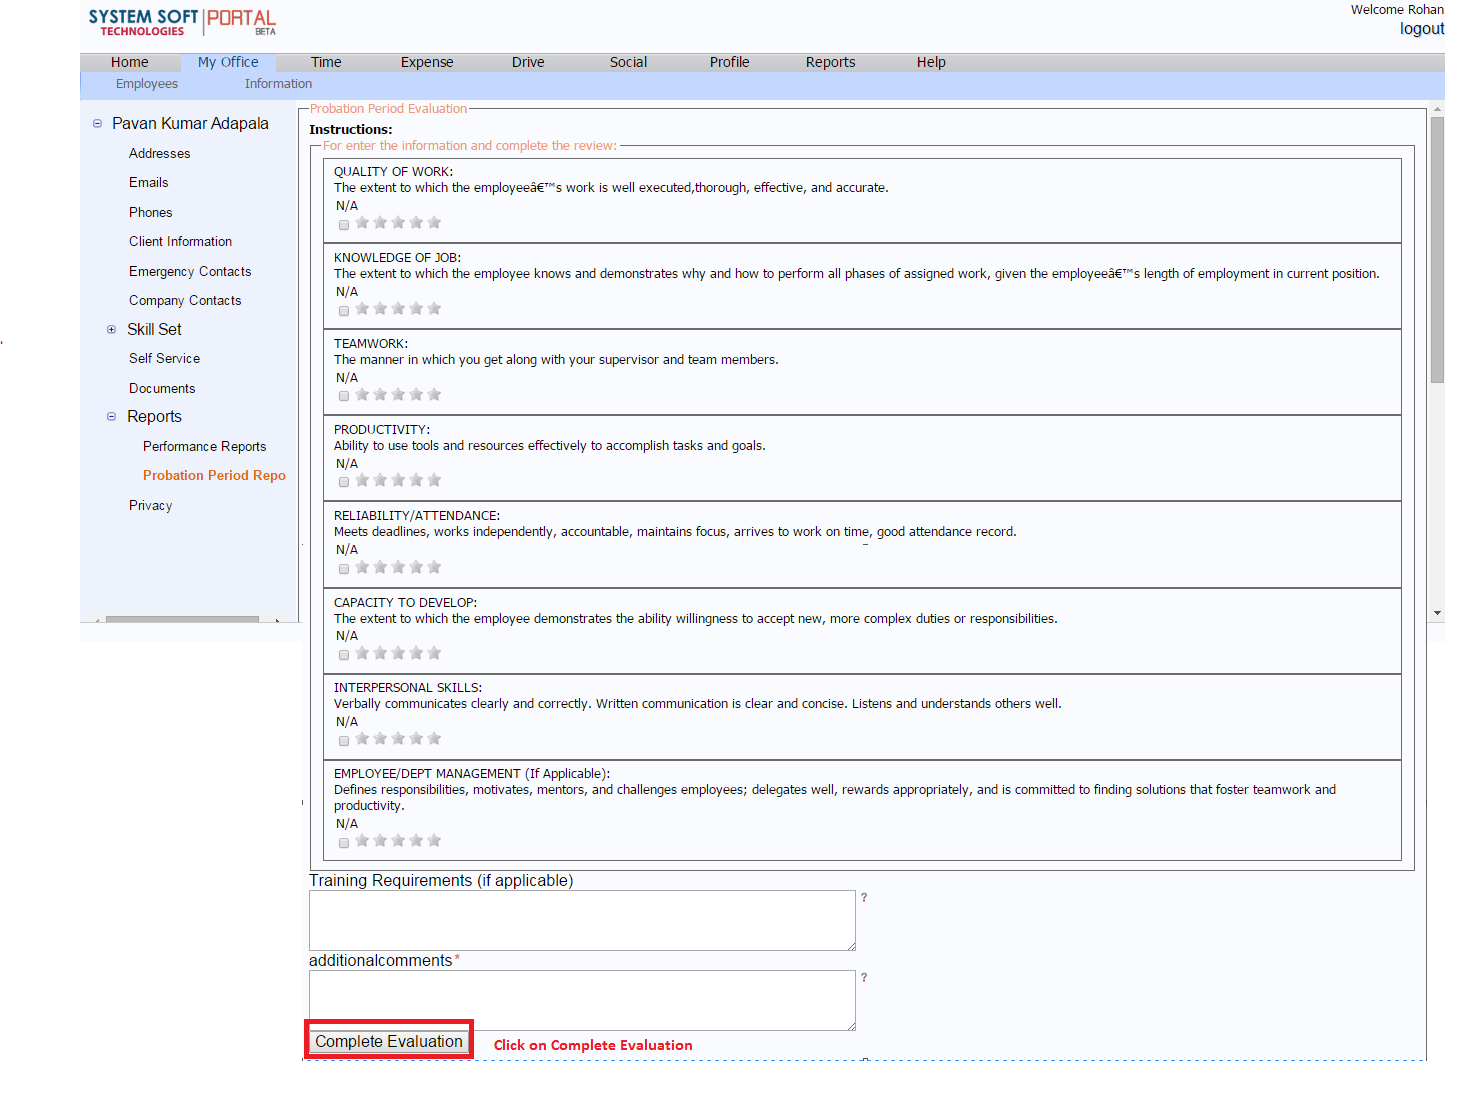 SYSTEM SOFT PORTAL
TECHNOLOGIES BETA
Welcome Rohan
logout
Home My Office Time Expense Drive Social Profile Reports Help
Employees Information
Pavan Kumar Adapala
Addresses
Emails
Phones
Client Information
Emergency Contacts
Company Contacts
Skill Set
Self Service
Documents
Reports
Performance Reports
Probation Period Repo
Privacy
Probation Period Evaluation
Instructions:
For enter the information and complete the review:
QUALITY OF WORK:
The extent to which the employeeâ€™s work is well executed,thorough, effective, and accurate.
N/A
KNOWLEDGE OF JOB:
The extent to which the employee knows and demonstrates why and how to perform all phases of assigned work, given the employeeâ€™s length of employment in current position.
N/A
TEAMWORK:
The manner in which you get along with your supervisor and team members.
N/A
PRODUCTIVITY:
Ability to use tools and resources effectively to accomplish tasks and goals.
N/A
RELIABILITY/ATTENDANCE:
Meets deadlines, works independently, accountable, maintains focus, arrives to work on time, good attendance record.
N/A
CAPACITY TO DEVELOP:
The extent to which the employee demonstrates the ability willingness to accept new, more complex duties or responsibilities.
N/A
INTERPERSONAL SKILLS:
Verbally communicates clearly and correctly. Written communication is clear and concise. Listens and understands others well.
N/A
EMPLOYEE/DEPT MANAGEMENT (If Applicable):
Defines responsibilities, motivates, mentors, and challenges employees; delegates well, rewards appropriately, and is committed to finding solutions that foster teamwork and
productivity.
N/A
Training Requirements (if applicable)
?
additionalcomments*
?
Complete Evaluation Click on Complete Evaluation